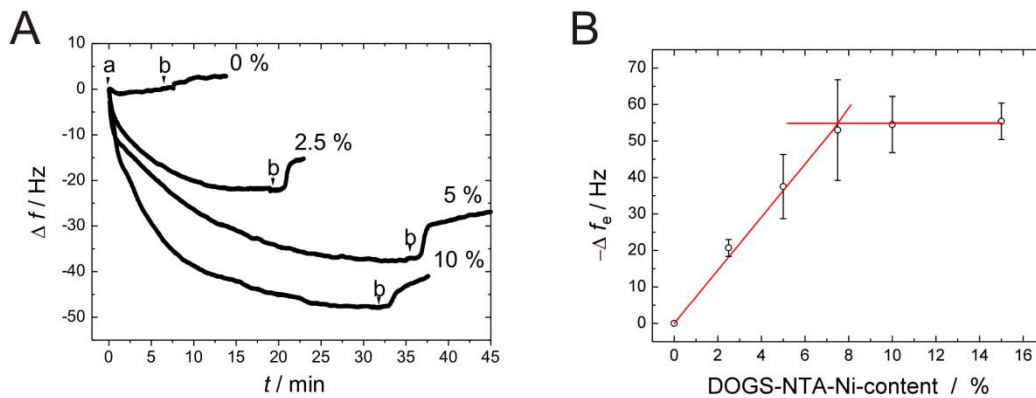 A
10
0
-10
-20
-30
-40
-50
Δ f / Hz
0 5 10 15 20 25 30 35 40 45
t / min
a
b
0 %
b
2.5 %
b
5 %
b
10 %
B
70
60
50
40
30
20
10
0
−Δ fe / Hz
0 2 4 6 8 10 12 14 16
DOGS-NTA-Ni-content / %